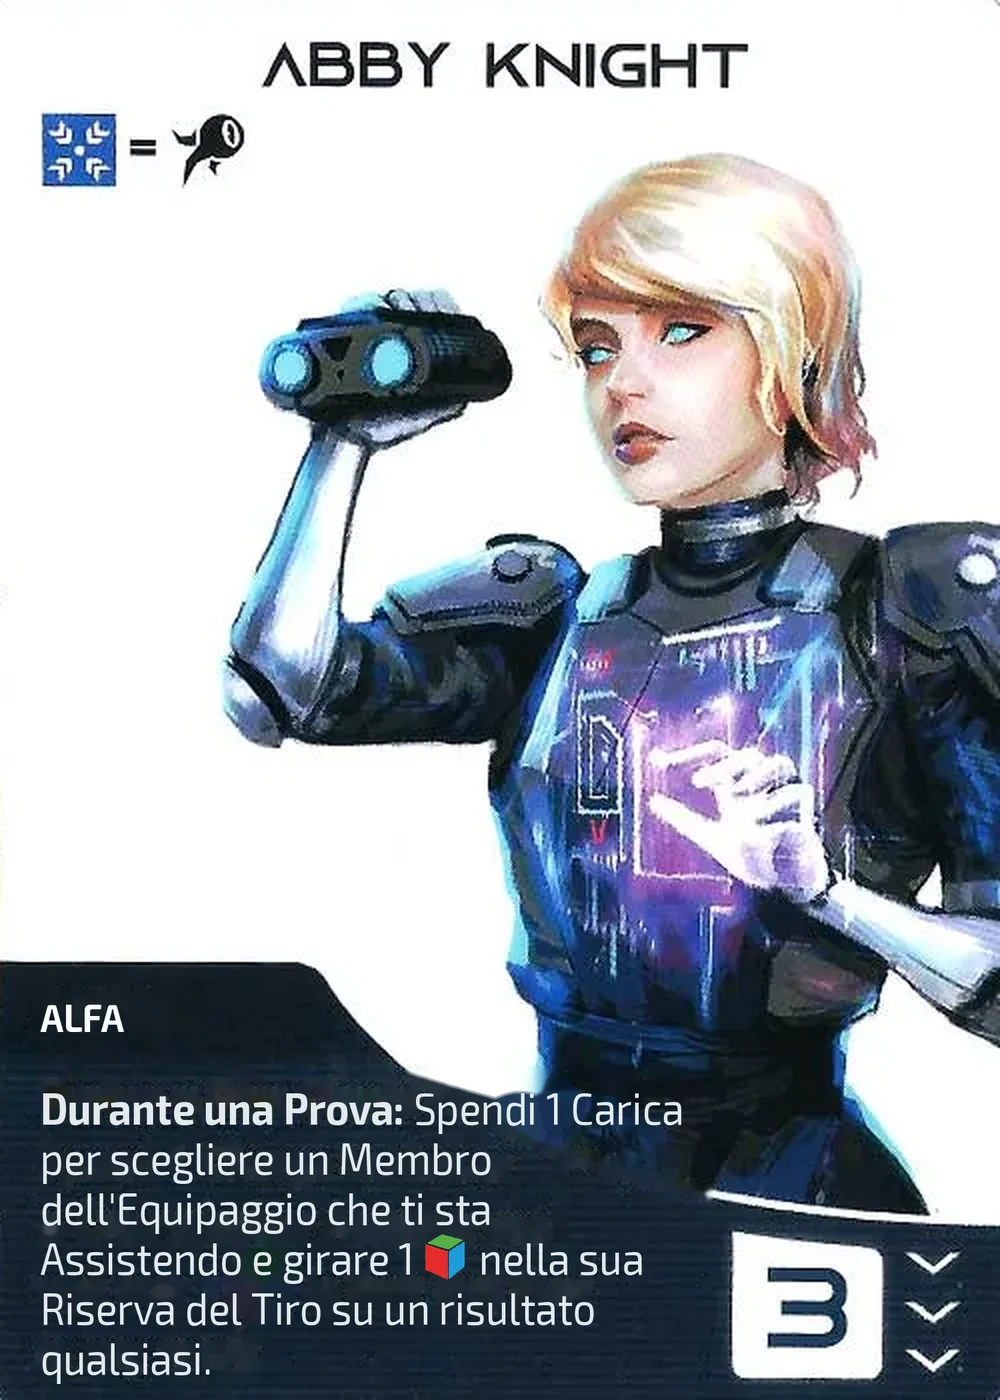 ABBY KNIGHT
=
ALFA
Durante una Prova: Spendi 1 Carica
per scegliere un Membro
dell'Equipaggio che ti sta
Assistendo e girare 1 nella sua
Riserva del Tiro su un risultato
qualsiasi.
3